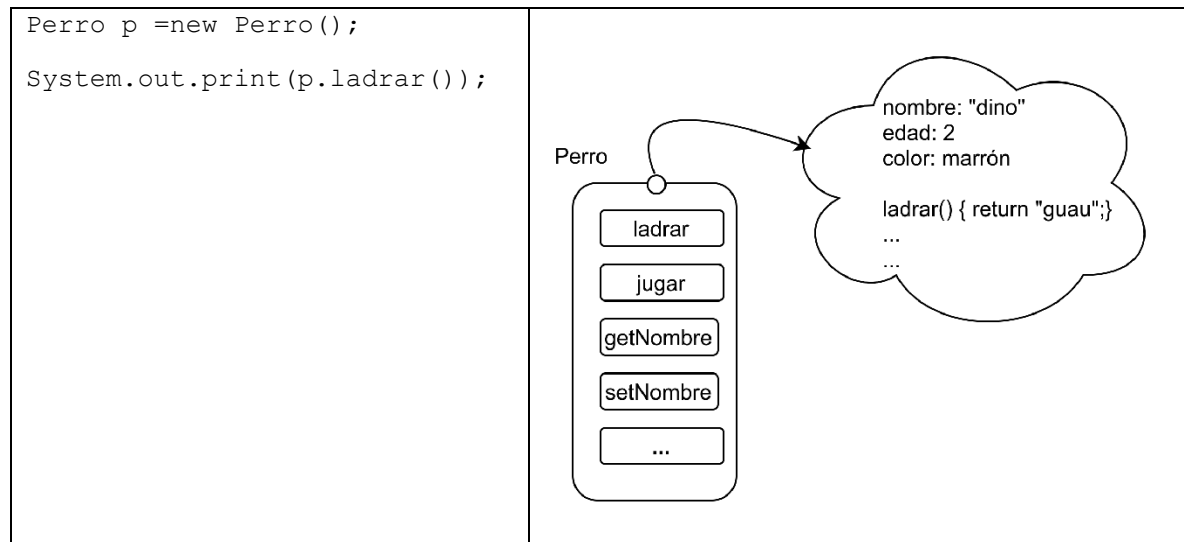 Perro p =new Perro();
System.out.print(p.ladrar());
Perro
ladrar
jugar
getNombre
setNombre
...
nombre: "dino"
edad: 2
color: marrón
ladrar() { return "guau";}
...
...